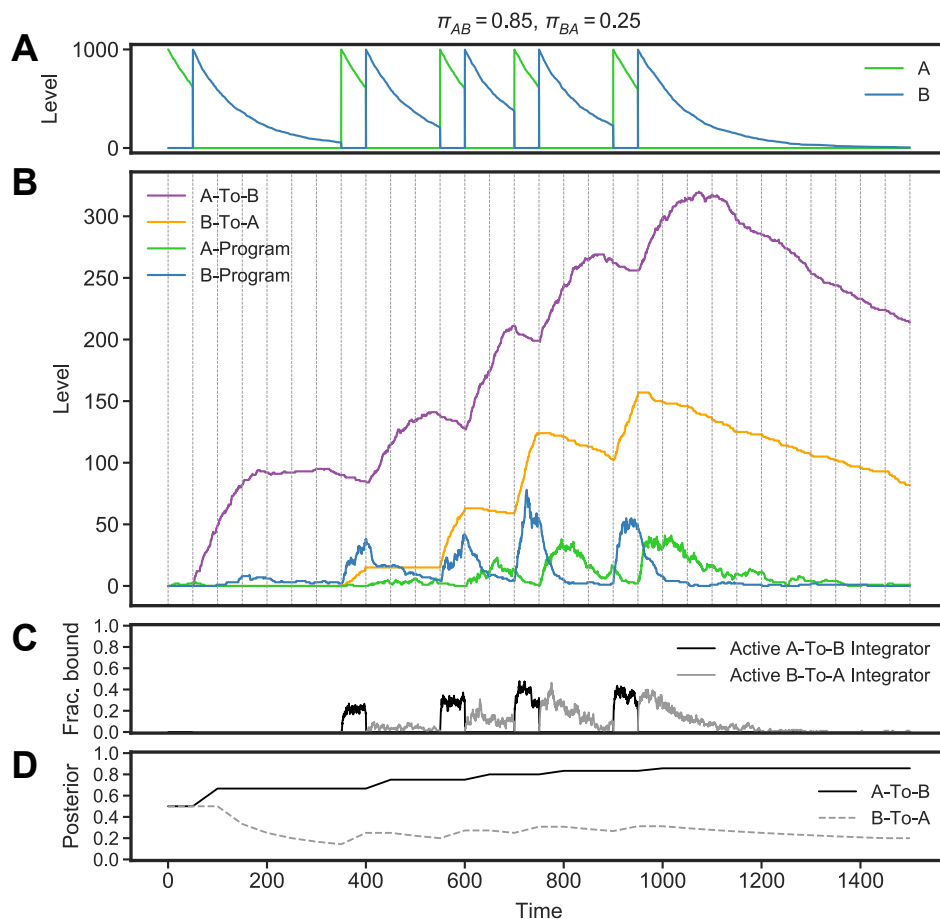 π_AB = 0.85, π_BA = 0.25
A
1000
0
Level
A
B
B
300
250
200
150
100
50
0
Level
A-To-B
B-To-A
A-Program
B-Program
C
1.0
0.8
0.6
0.4
0.2
0.0
Frac. bound
Active A-To-B Integrator
Active B-To-A Integrator
D
1.0
0.8
0.6
0.4
0.2
0.0
Posterior
A-To-B
B-To-A
0 200 400 600 800 1000 1200 1400
Time